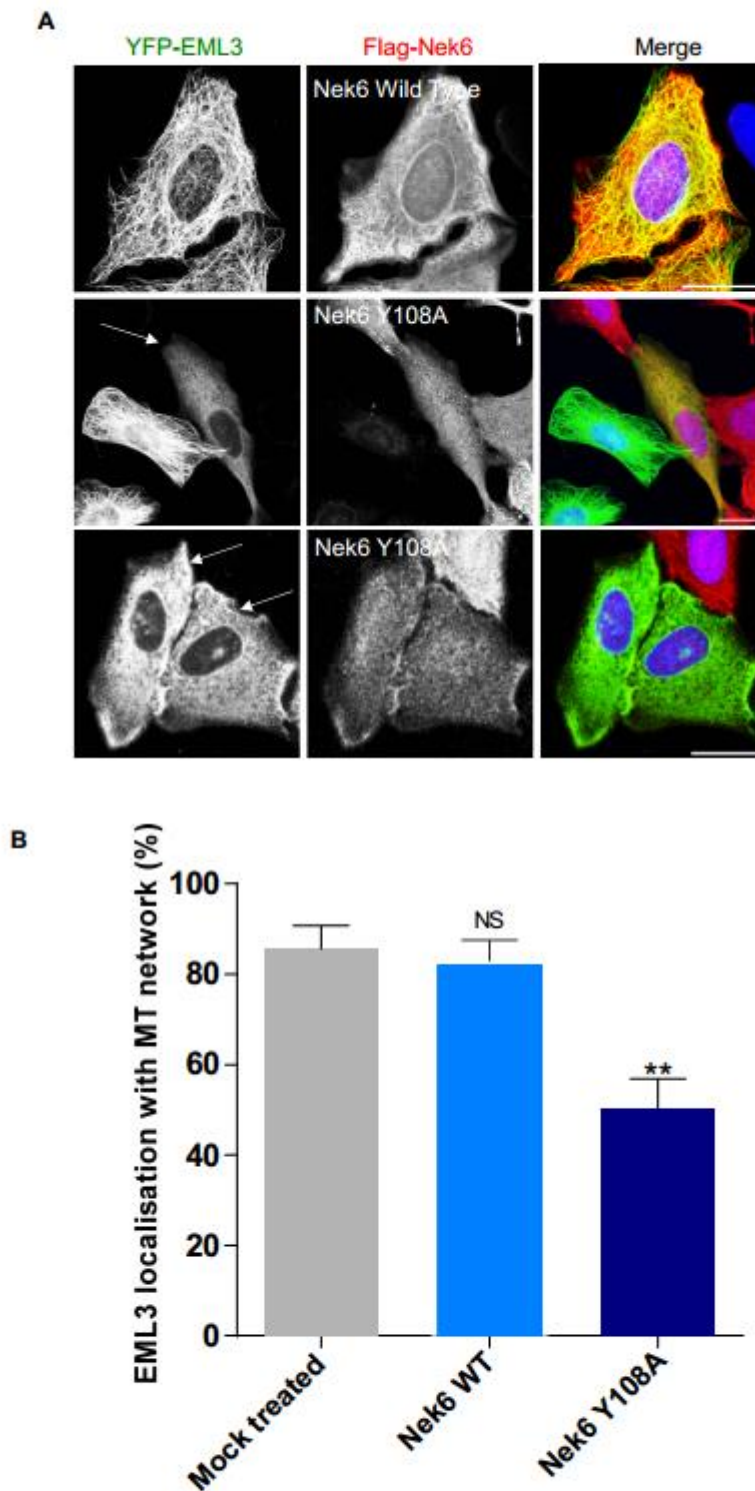 A
YFP-EML3 Flag-Nek6 Merge
Nek6 Wild Type
Nek6 Y108A
Nek6 Y108A
B
EML3 localisation with MT network (%)
100
80
60
40
20
0
NS
**
Mock treated
Nek6 WT
Nek6 Y108A